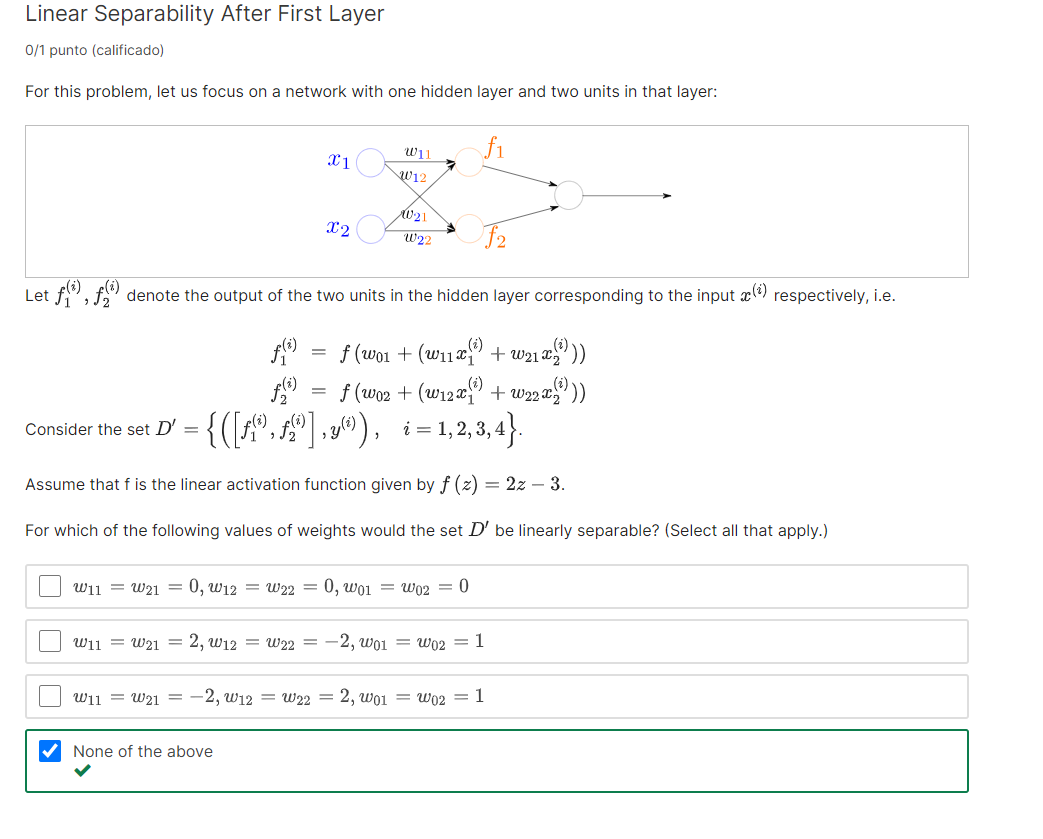 Linear Separability After First Layer
0/1 punto (calificado)
For this problem, let us focus on a network with one hidden layer and two units in that layer:
x₁ w₁₁ f₁
w₁₂
w₂₁
x₂ w₂₂ f₂
Let f₁⁽ⁱ⁾, f₂⁽ⁱ⁾ denote the output of the two units in the hidden layer corresponding to the input x⁽ⁱ⁾ respectively, i.e.
f₁⁽ⁱ⁾ = f (w₀₁ + (w₁₁x₁⁽ⁱ⁾ + w₂₁x₂⁽ⁱ⁾))
f₂⁽ⁱ⁾ = f (w₀₂ + (w₁₂x₁⁽ⁱ⁾ + w₂₂x₂⁽ⁱ⁾))
Consider the set D′ = {([f₁⁽ⁱ⁾, f₂⁽ⁱ⁾], y⁽ⁱ⁾), i = 1, 2, 3, 4}.
Assume that f is the linear activation function given by f (z) = 2z − 3.
For which of the following values of weights would the set D′ be linearly separable? (Select all that apply.)
w₁₁ = w₂₁ = 0, w₁₂ = w₂₂ = 0, w₀₁ = w₀₂ = 0
w₁₁ = w₂₁ = 2, w₁₂ = w₂₂ = −2, w₀₁ = w₀₂ = 1
w₁₁ = w₂₁ = −2, w₁₂ = w₂₂ = 2, w₀₁ = w₀₂ = 1
None of the above